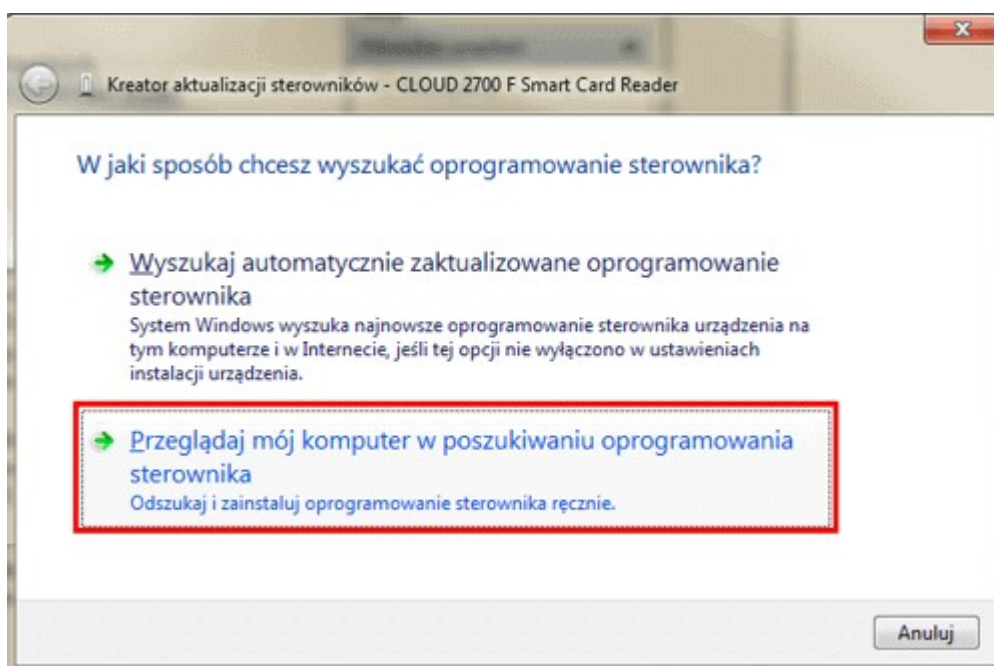 Kreator aktualizacji sterowników - CLOUD 2700 F Smart Card Reader
W jaki sposób chcesz wyszukać oprogramowanie sterownika?
Wyszukaj automatycznie zaktualizowane oprogramowanie
sterownika
System Windows wyszuka najnowsze oprogramowanie sterownika urządzenia na
tym komputerze i w Internecie, jeśli tej opcji nie wyłączono w ustawieniach
instalacji urządzenia.
Przeglądaj mój komputer w poszukiwaniu oprogramowania
sterownika
Odszukaj i zainstaluj oprogramowanie sterownika ręcznie.
Anuluj